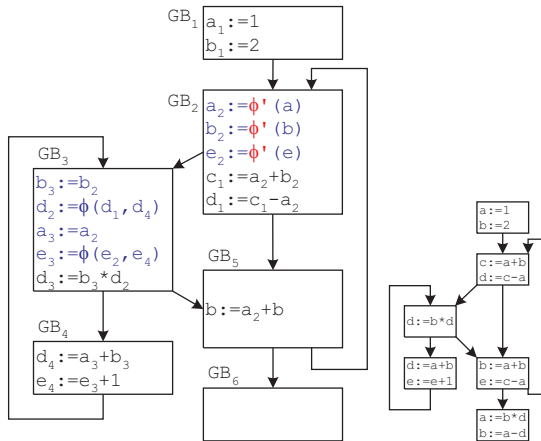 GB₁
a₁:=1
b₁:=2
GB₂
a₂:=ϕ'(a)
b₂:=ϕ'(b)
e₂:=ϕ'(e)
c₁:=a₂+b₂
d₁:=c₁-a₂
GB₃
b₃:=b₂
d₂:=ϕ(d₁,d₄)
a₃:=a₂
e₃:=ϕ(e₂,e₄)
d₃:=b₃*d₂
GB₄
d₄:=a₃+b₃
e₄:=e₃+1
GB₅
b:=a₂+b
GB₆
a:=1
b:=2
c:=a+b
d:=c-a
d:=b*d
d:=a+b
e:=e+1
b:=a+b
e:=c-a
a:=b*d
b:=a-d